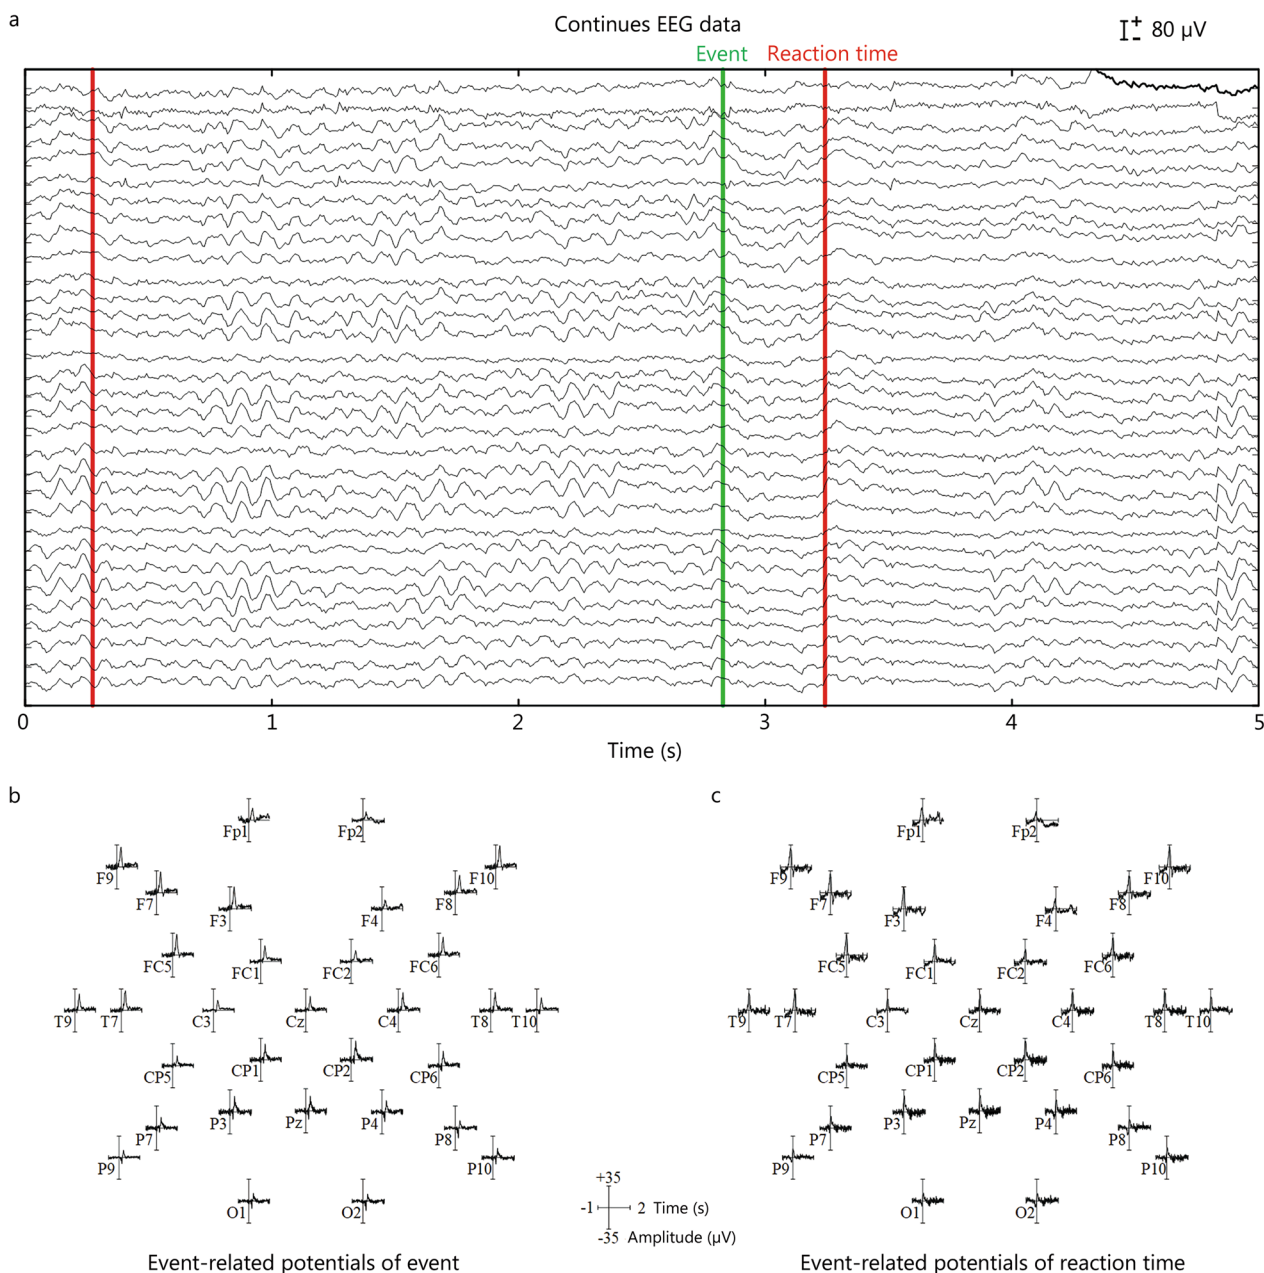 a
Continues EEG data
80 µV
Event Reaction time
0 1 2 3 4 5
Time (s)
b
Fp1 Fp2
F9 F10
F7 F8
F3 F4
FC5 FC1 FC2 FC6
T9 T7 C3 Cz C4 T8 T10
CP5 CP1 CP2 CP6
P7 P3 Pz P4 P8
P9 P10
O1 O2
Event-related potentials of event
+35
-1 2 Time (s)
-35 Amplitude (µV)
c
Fp1 Fp2
F9 F10
F7 F8
F3 F4
FC5 FC1 FC2 FC6
T9 T7 C3 Cz C4 T8 T10
CP5 CP1 CP2 CP6
P7 P3 Pz P4 P8
P9 P10
O1 O2
Event-related potentials of reaction time